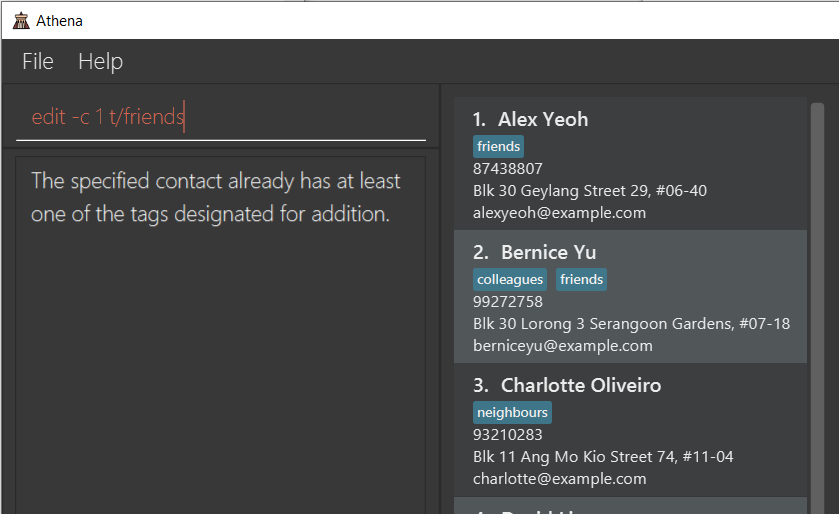 Athena
File Help
edit -c 1 t/friends
The specified contact already has at least
one of the tags designated for addition.
1. Alex Yeoh
friends
87438807
Blk 30 Geylang Street 29, #06-40
alexyeoh@example.com
2. Bernice Yu
colleagues friends
99272758
Blk 30 Lorong 3 Serangoon Gardens, #07-18
berniceyu@example.com
3. Charlotte Oliveiro
neighbours
93210283
Blk 11 Ang Mo Kio Street 74, #11-04
charlotte@example.com